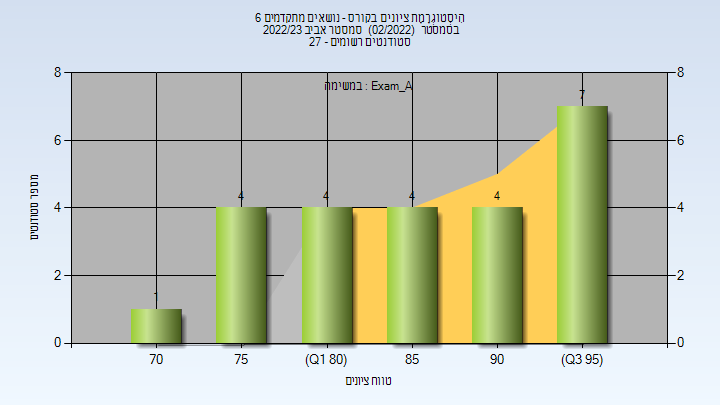 הִיסְטוֹגְרָמַת ציונים בקורס - נושאים מתקדמים 6
בסמסטר (02/2022) סמסטר אביב 2022/23
סטודנטים רשומים - 27
במשימה : Exam_A
8 8
6 6
4 4
2 2
0 0
1 4 4 4 4 7
מספר סטודנטים
70 75 (Q1 80) 85 90 (Q3 95)
טווח ציונים